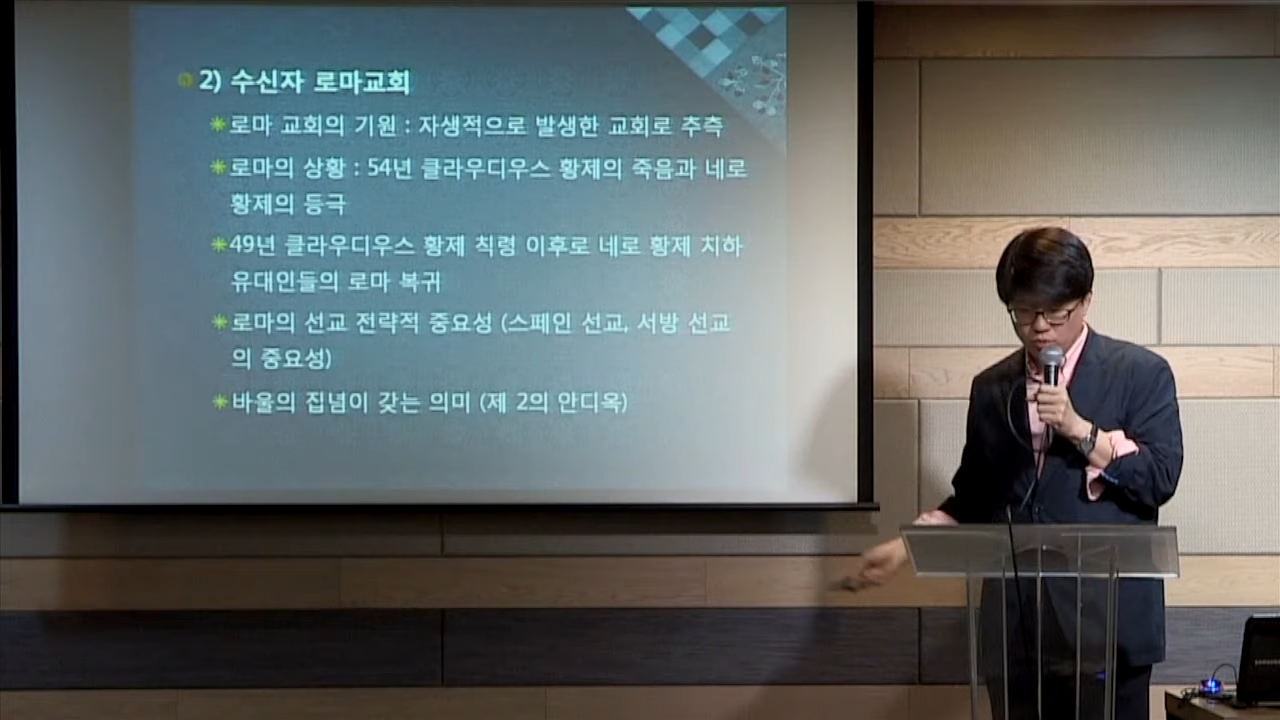 2) 수신자 로마교회
로마 교회의 기원 : 자생적으로 발생한 교회로 추측
로마의 상황 : 54년 클라우디우스 황제의 죽음과 네로
황제의 등극
49년 클라우디우스 황제 칙령 이후로 네로 황제 치하
유대인들의 로마 복귀
로마의 선교 전략적 중요성 (스페인 선교, 서방 선교
의 중요성)
바울의 집념이 갖는 의미 (제 2의 안디옥)